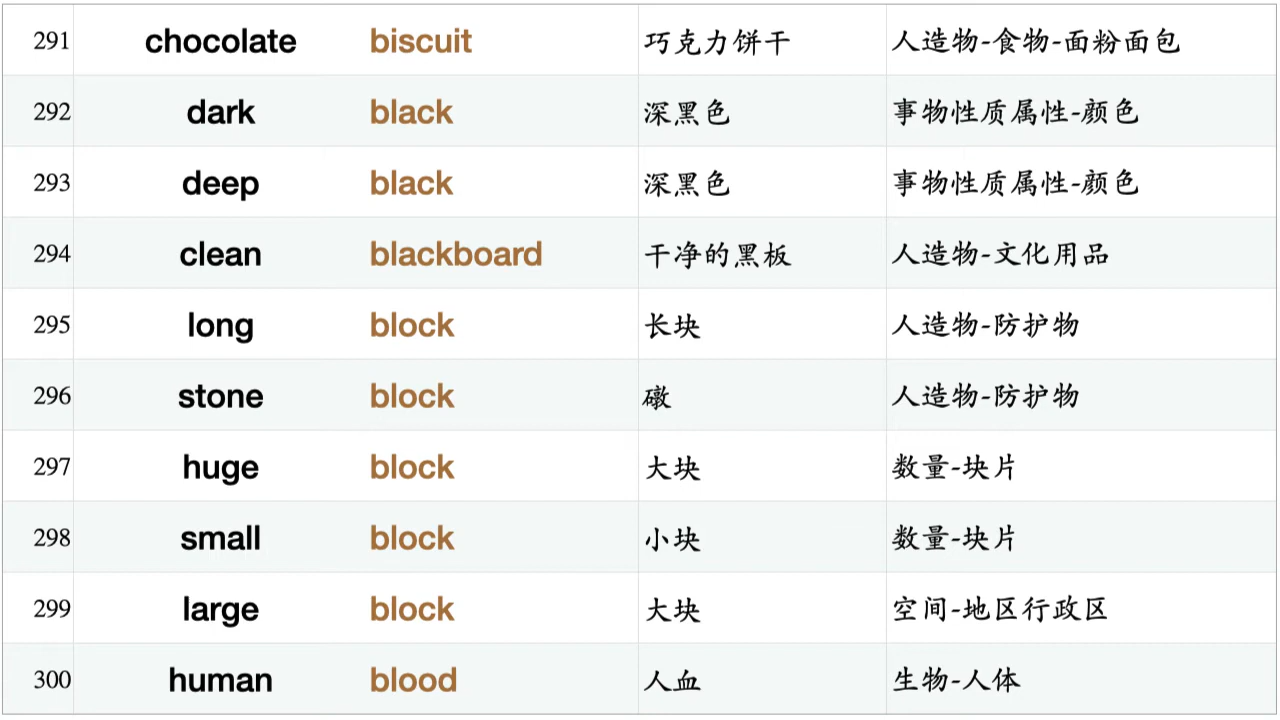 291 chocolate biscuit 巧克力饼干 人造物-食物-面粉面包
292 dark black 深黑色 事物性质属性-颜色
293 deep black 深黑色 事物性质属性-颜色
294 clean blackboard 干净的黑板 人造物-文化用品
295 long block 长块 人造物-防护物
296 stone block 礅 人造物-防护物
297 huge block 大块 数量-块片
298 small block 小块 数量-块片
299 large block 大块 空间-地区行政区
300 human blood 人血 生物-人体